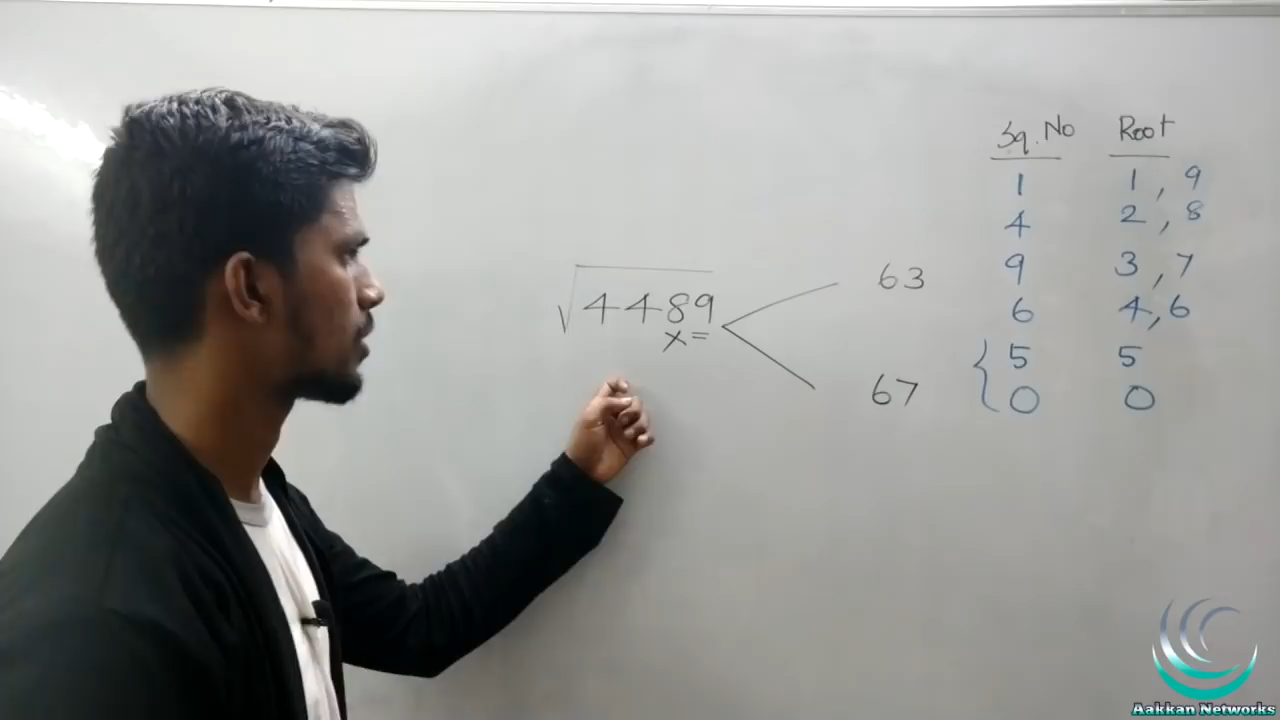 Sq. No Root
1 1, 9
4 2, 8
9 3, 7
6 4, 6
5 5
0 0
√4489
x =
63
67
Aakkan Networks